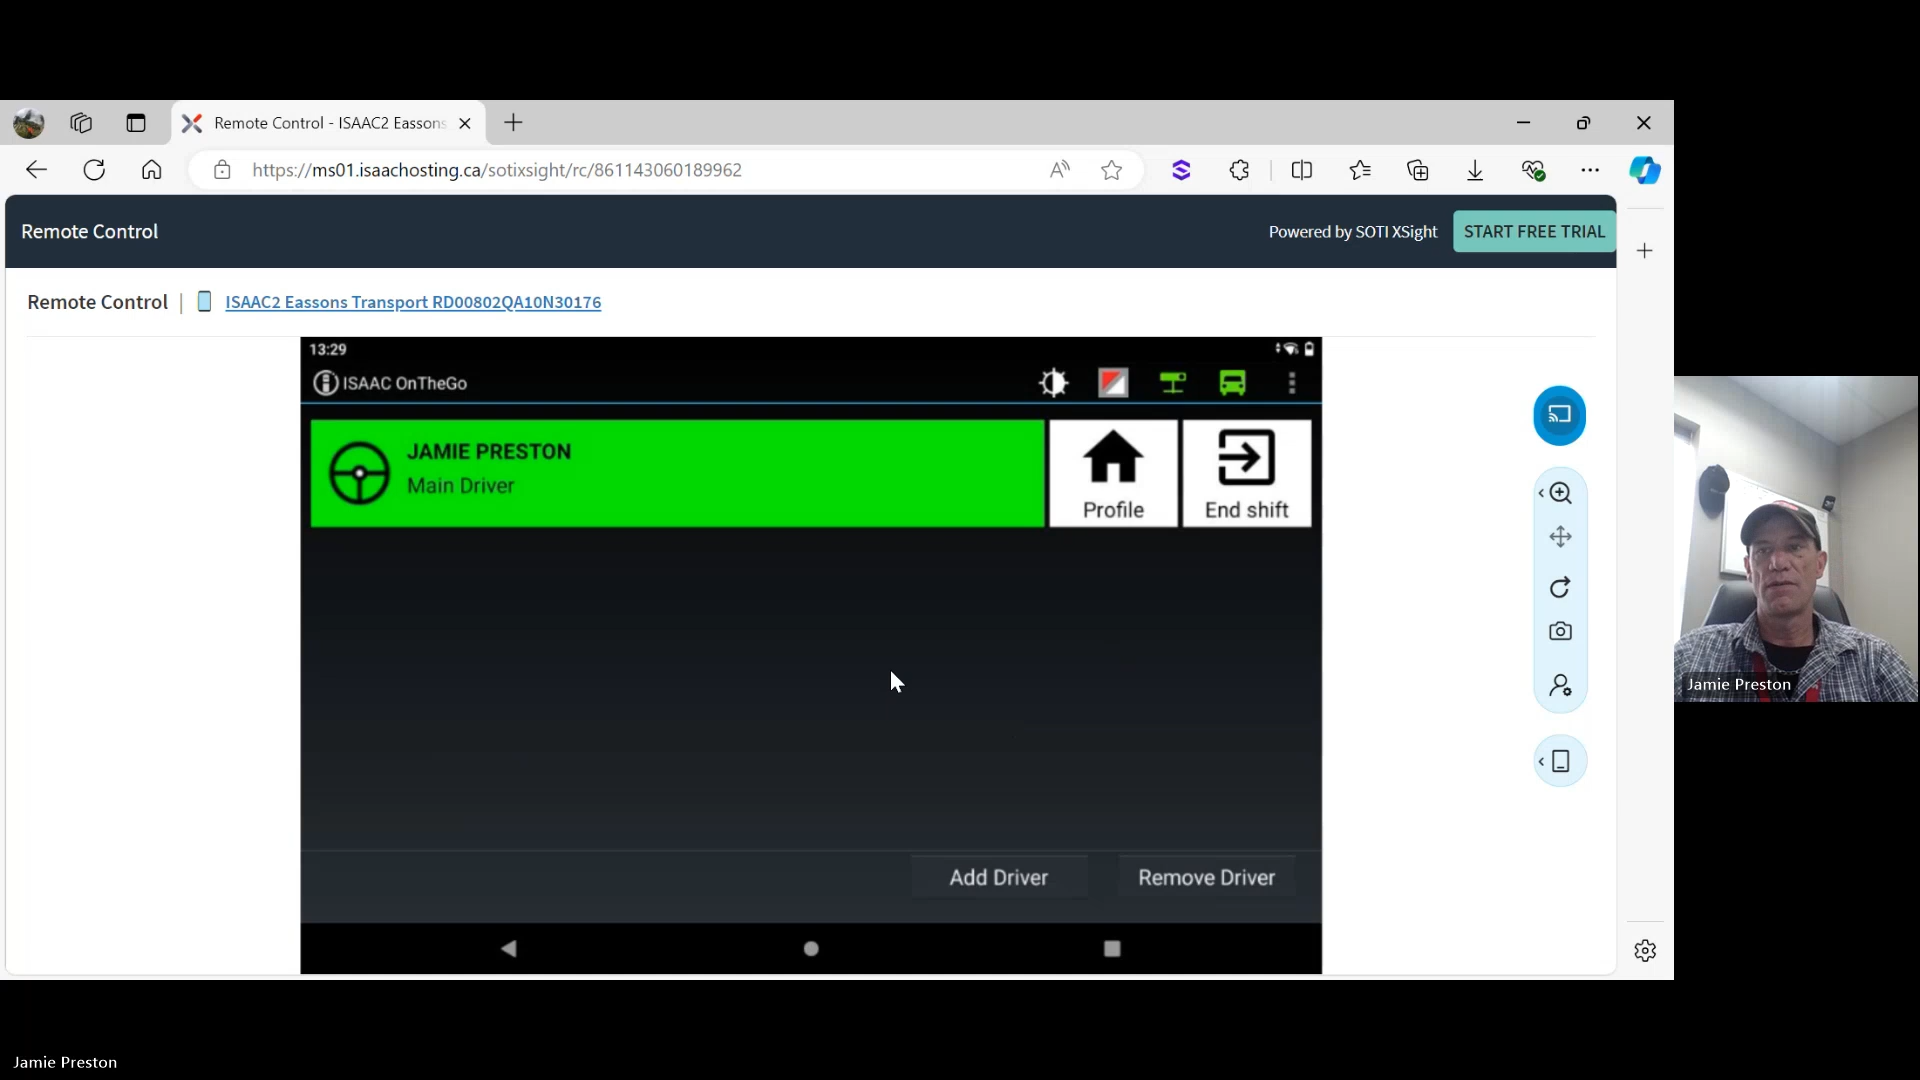 Remote Control - ISAAC2 Eassons
https://ms01.isaachosting.ca/sotixsight/rc/861143060189962
Remote Control
Powered by SOTI XSight
START FREE TRIAL
Remote Control | ISAAC2 Eassons Transport RD00802QA10N30176
13:29
ISAAC OnTheGo
JAMIE PRESTON
Main Driver
Profile
End shift
Add Driver
Remove Driver
Jamie Preston
Jamie Preston